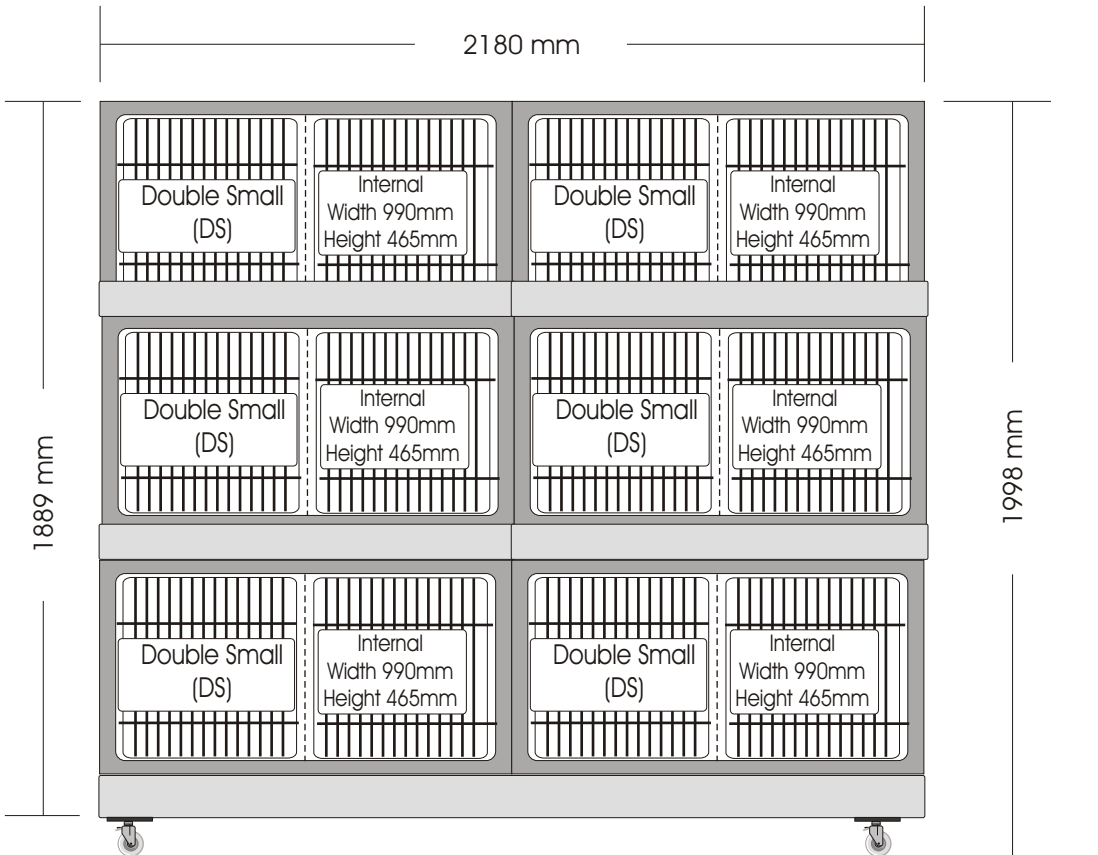 2180 mm
Double Small
(DS)
Internal
Width 990mm
Height 465mm
Double Small
(DS)
Internal
Width 990mm
Height 465mm
Double Small
(DS)
Internal
Width 990mm
Height 465mm
Double Small
(DS)
Internal
Width 990mm
Height 465mm
1889 mm
1998 mm
Double Small
(DS)
Internal
Width 990mm
Height 465mm
Double Small
(DS)
Internal
Width 990mm
Height 465mm